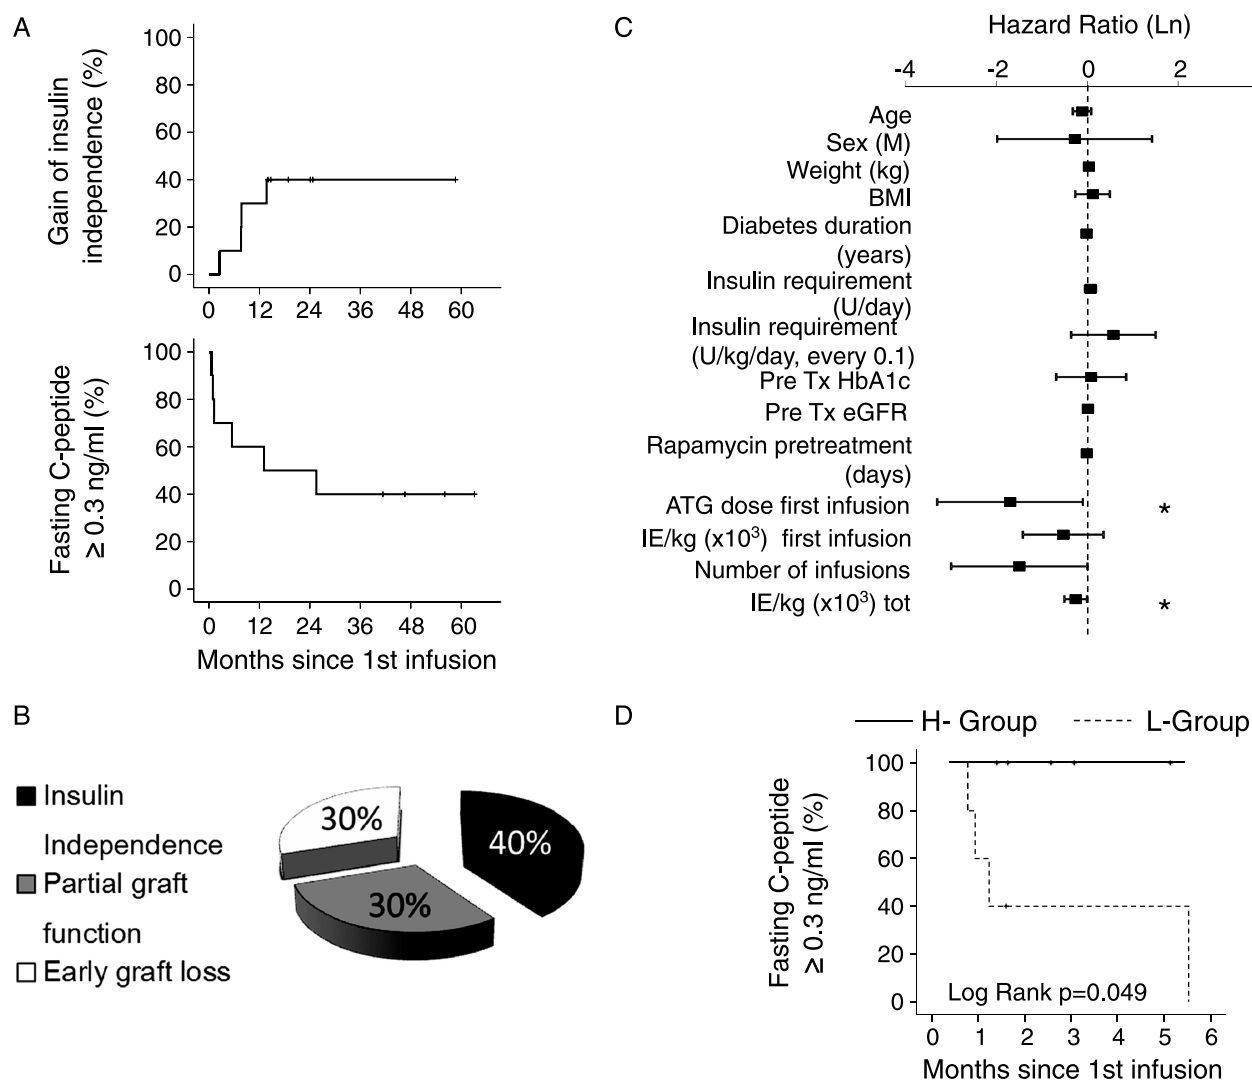 A
Gain of insulin
independence (%)
100
80
60
40
20
0
0 12 24 36 48 60
Fasting C-peptide
≥ 0.3 ng/ml (%)
100
80
60
40
20
0
0 12 24 36 48 60
Months since 1st infusion
B
Insulin
Independence
Partial graft
function
Early graft loss
30%
40%
30%
C
Hazard Ratio (Ln)
-4 -2 0 2
Age
Sex (M)
Weight (kg)
BMI
Diabetes duration
(years)
Insulin requirement
(U/day)
Insulin requirement
(U/kg/day, every 0.1)
Pre Tx HbA1c
Pre Tx eGFR
Rapamycin pretreatment
(days)
ATG dose first infusion *
IE/kg (x10³) first infusion
Number of infusions
IE/kg (x10³) tot *
D
H- Group L-Group
Fasting C-peptide
≥ 0.3 ng/ml (%)
100
80
60
40
20
0
Log Rank p=0.049
0 1 2 3 4 5 6
Months since 1st infusion